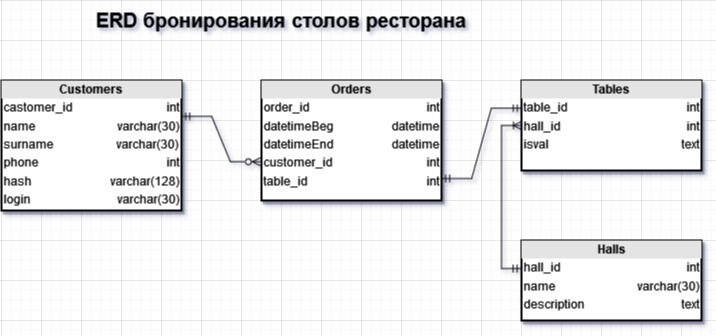 ERD бронирования столов ресторана
Customers
castomer_id int
name varchar(30)
surname varchar(30)
phone int
hash varchar(128)
login varchar(30)
Orders
order_id int
datetimeBeg datetime
datetimeEnd datetime
customer_id int
table_id int
Tables
table_id int
hall_id int
isval text
Halls
hall_id int
name varchar(30)
description text